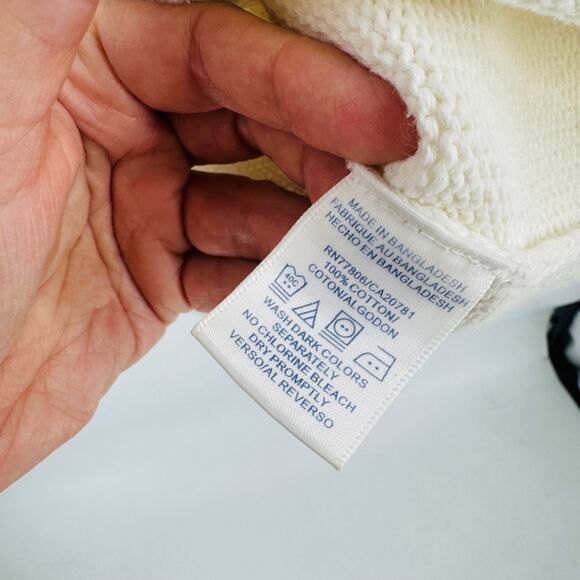 MADE IN BANGLADESH
FABRIQUE AU BANGLADESH
HECHO EN BANGLADESH
RN77806/CA20781
100% COTTON/
COTON/ALGODON
40C
WASH DARK COLORS
SEPARATELY
NO CHLORINE BLEACH
DRY PROMPTLY
VERSO/AL REVERSO